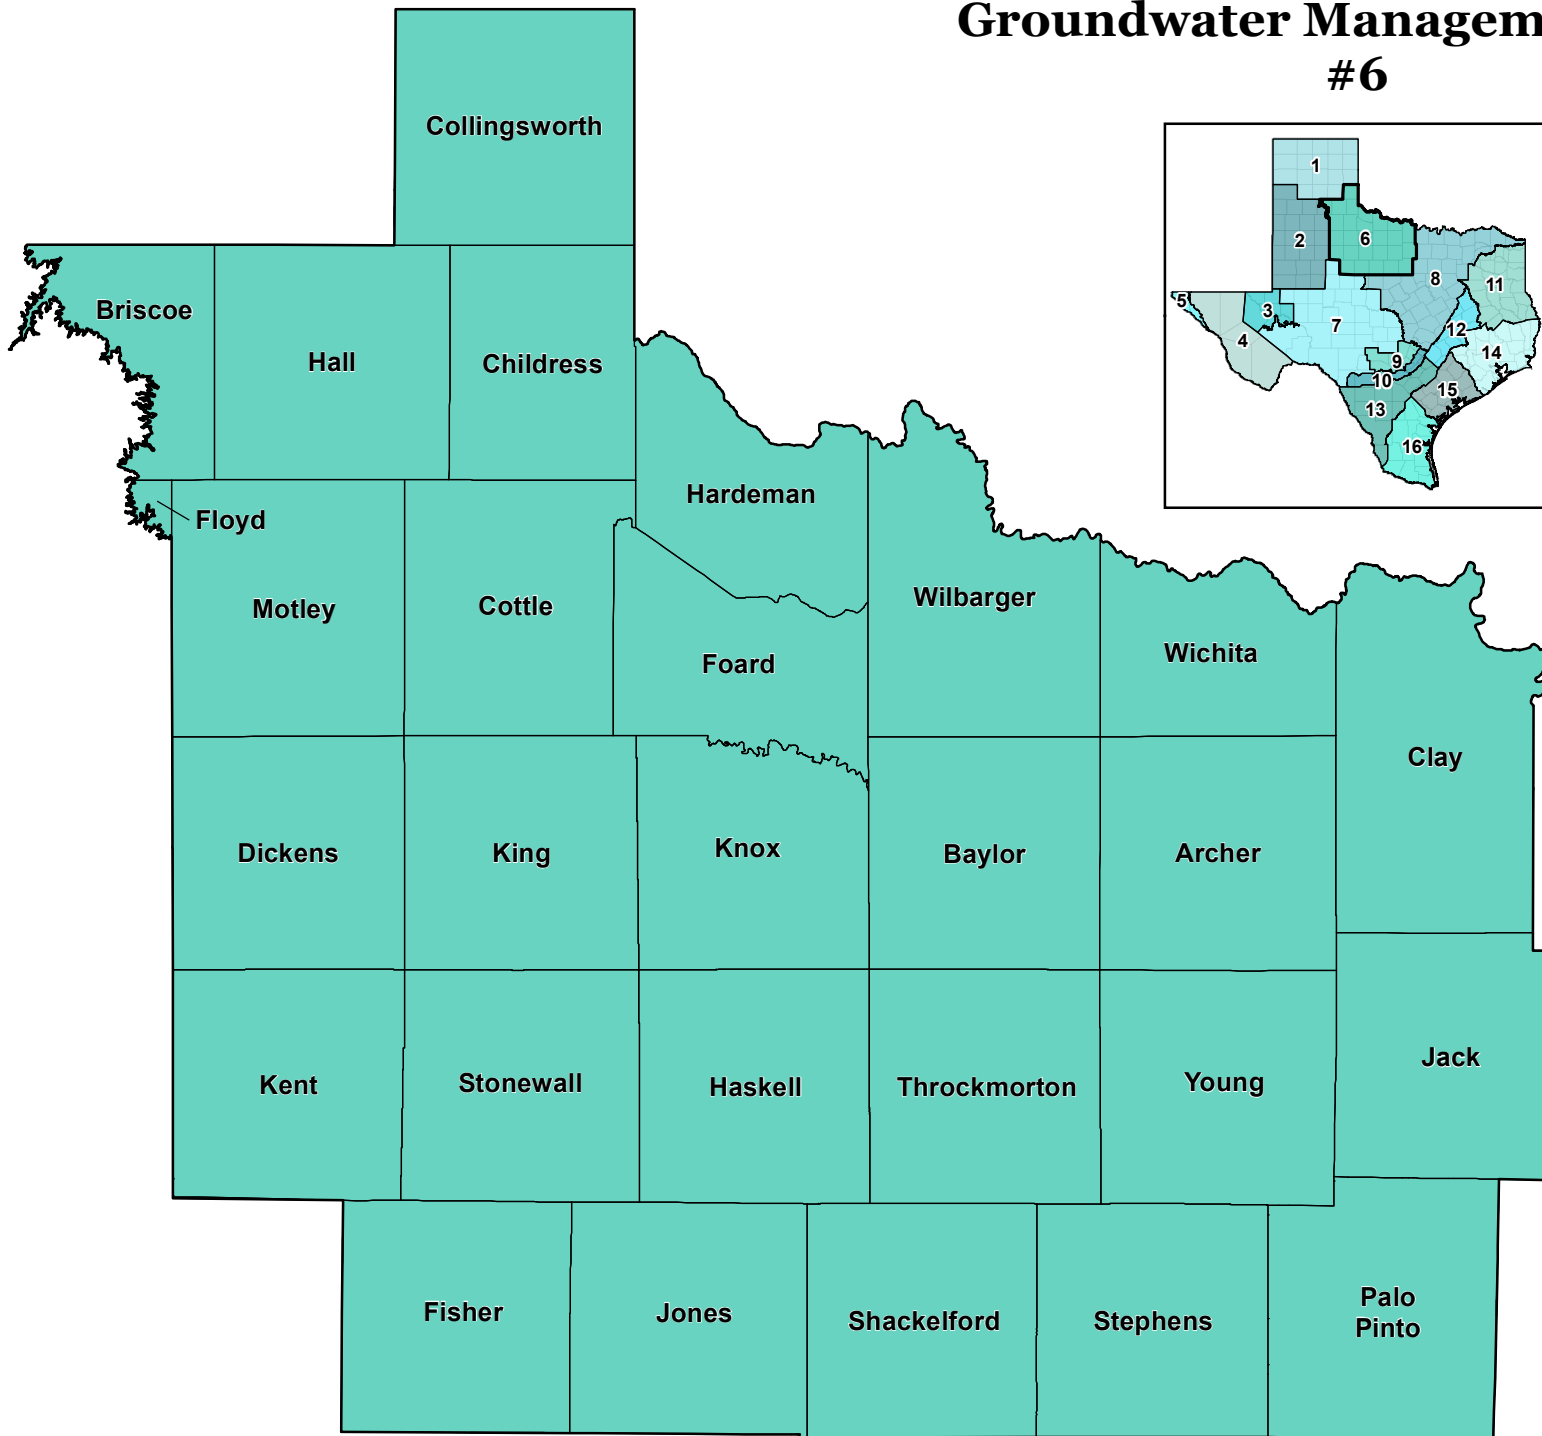 Groundwater Managem
#6
Collingsworth
1
2
6
8
11
5
3
7
12
4
9
14
10
15
13
16
Briscoe
Hall
Childress
Floyd
Hardeman
Motley
Cottle
Wilbarger
Foard
Wichita
Clay
Dickens
King
Knox
Baylor
Archer
Kent
Stonewall
Haskell
Throckmorton
Young
Jack
Fisher
Jones
Shackelford
Stephens
Palo
Pinto